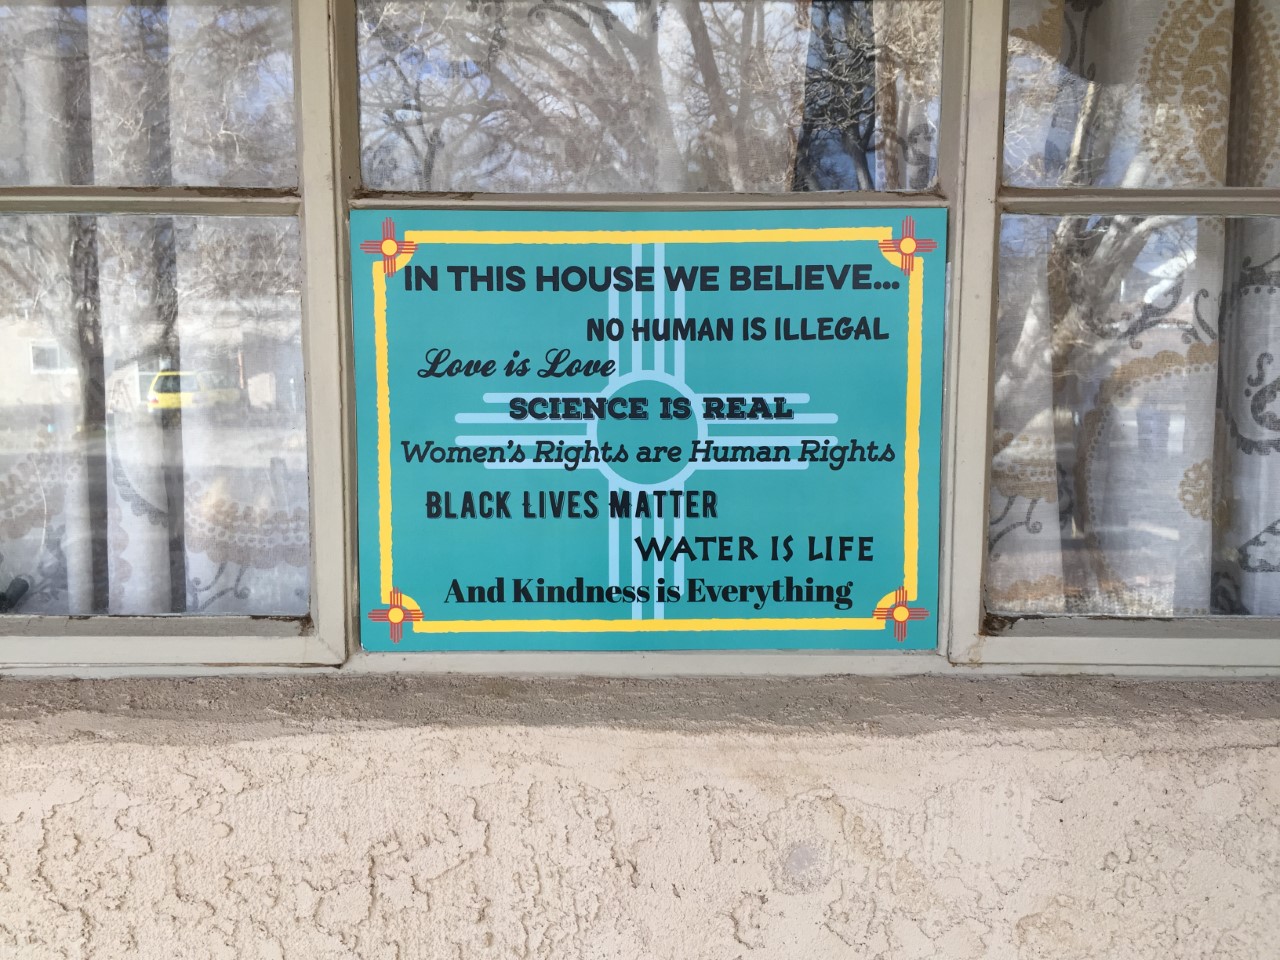 IN THIS HOUSE WE BELIEVE...
NO HUMAN IS ILLEGAL
Love is Love
SCIENCE IS REAL
Women's Rights are Human Rights
BLACK LIVES MATTER
WATER IS LIFE
And Kindness is Everything